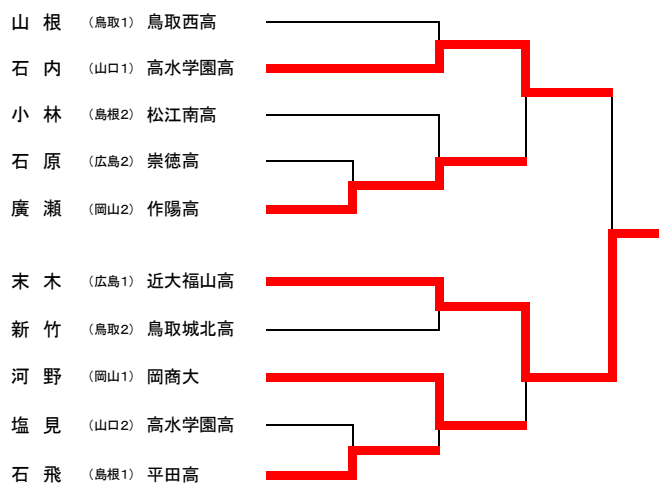 山 根 （鳥取1） 鳥取西高
石 内 （山口1） 高水学園高
小 林 （島根2） 松江南高
石 原 （広島2） 崇徳高
廣 瀬 （岡山2） 作陽高
末 木 （広島1） 近大福山高
新 竹 （鳥取2） 鳥取城北高
河 野 （岡山1） 岡商大
塩 見 （山口2） 高水学園高
石 飛 （島根1） 平田高